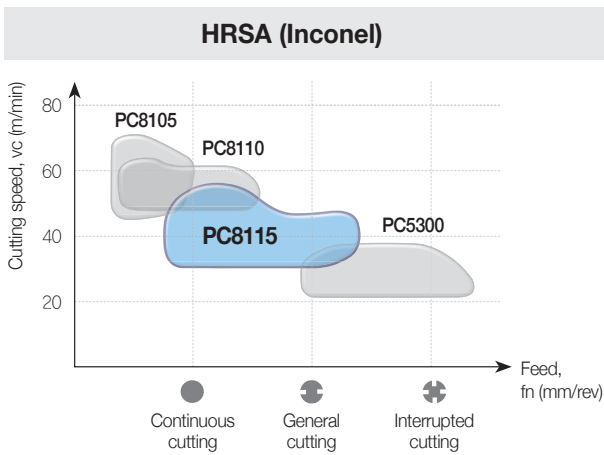 HRSA (Inconel)
Cutting speed, vc (m/min)
80
60
40
20
PC8105
PC8110
PC8115
PC5300
Feed,
fn (mm/rev)
Continuous
cutting
General
cutting
Interrupted
cutting